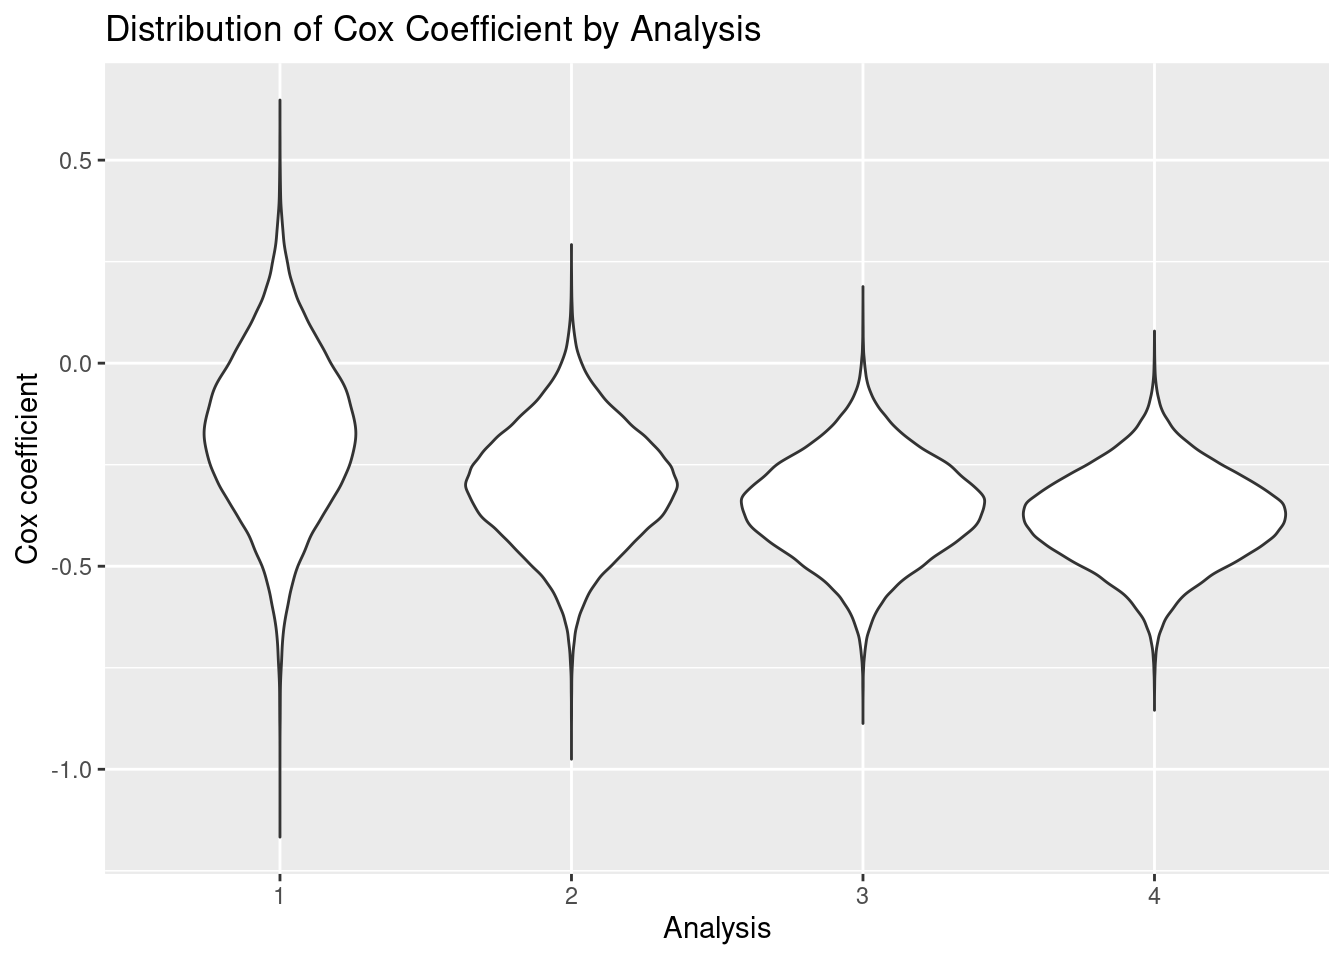 Distribution of Cox Coefficient by Analysis
Cox coefficient
0.5
0.0
-0.5
-1.0
1 2 3 4
Analysis